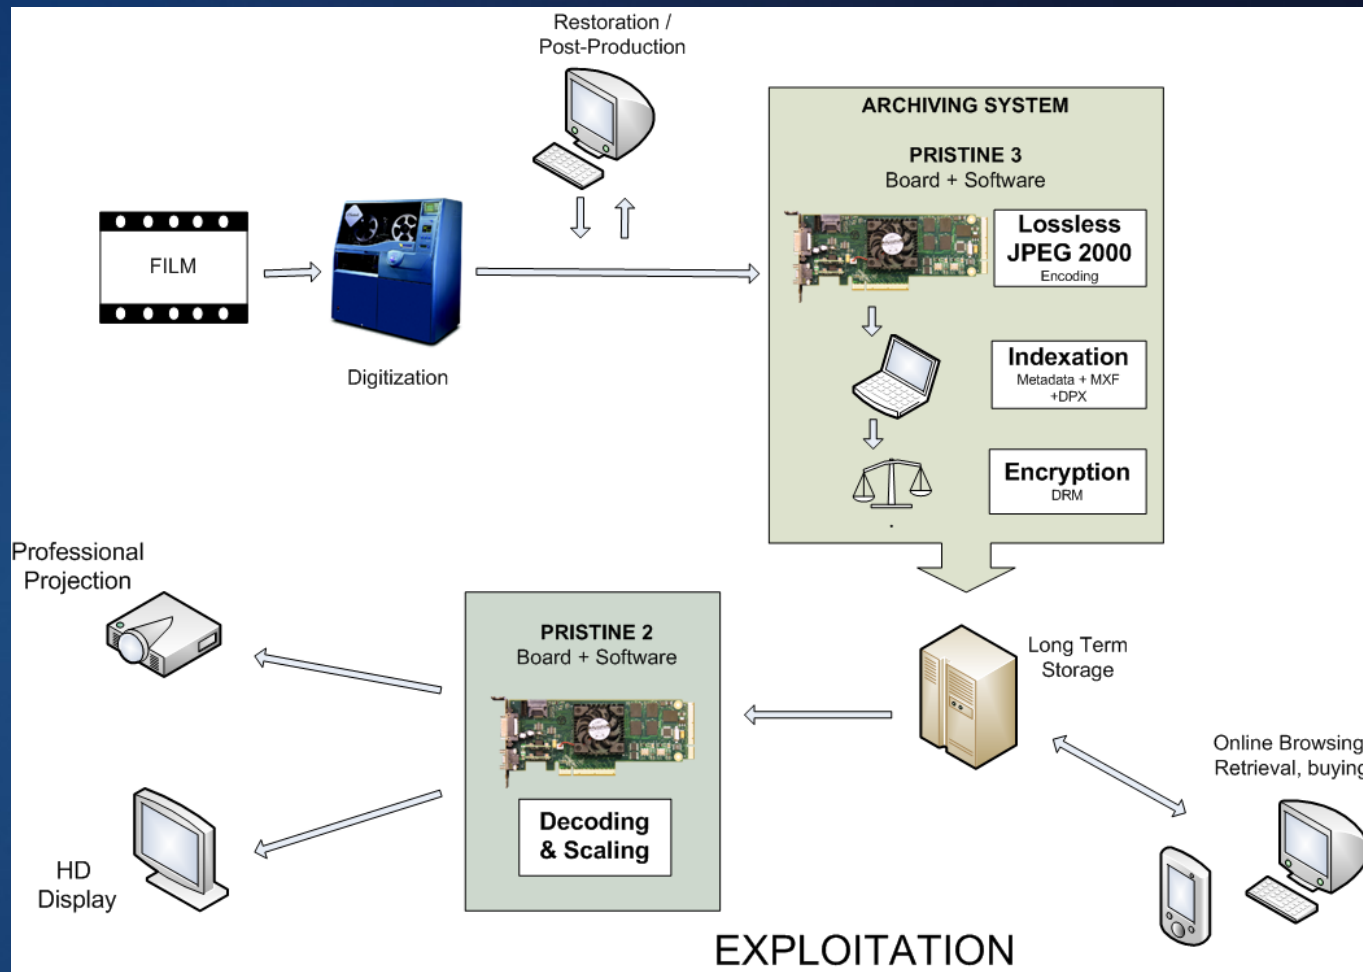 Restoration /
Post-Production
ARCHIVING SYSTEM
PRISTINE 3
Board + Software
Lossless
JPEG 2000
Encoding
FILM
Digitization
Indexation
Metadata + MXF
+DPX
Encryption
DRM
Professional
Projection
PRISTINE 2
Board + Software
Long Term
Storage
Online Browsing
Retrieval, buying
Decoding
& Scaling
HD
Display
EXPLOITATION